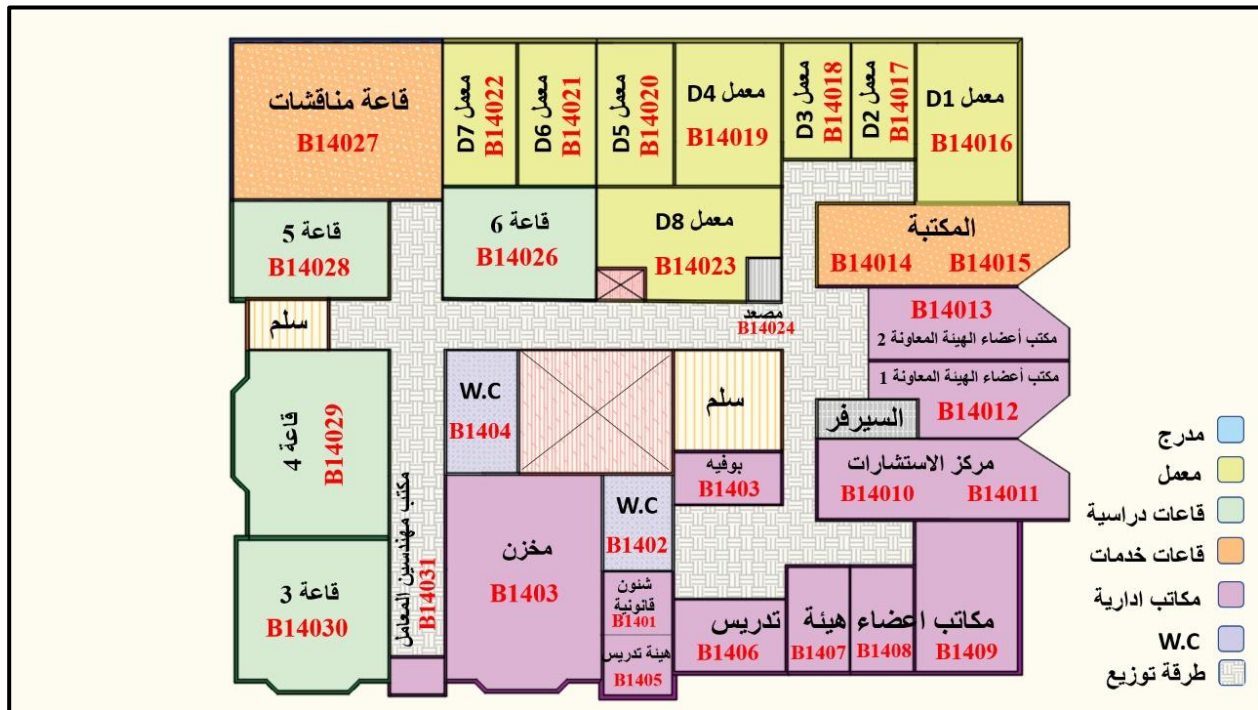 قاعة مناقشات
B14027
معمل D7
B14022
معمل D6
B14021
معمل D5
B14020
معمل D4
B14019
معمل D3
B14018
معمل D2
B14017
معمل D1
B14016
قاعة 5
B14028
قاعة 6
B14026
معمل D8
B14023
المكتبة
B14014 B14015
مصعد
B14024
سلم
B14013
مكتب أعضاء الهيئة المعاونة 2
مكتب أعضاء الهيئة المعاونة 1
B14012
السيرفر
مركز الاستشارات
B14010 B14011
قاعة 4
B14029
W.C
B1404
سلم
بوفيه
B1403
مكتب مهندسين المعامل
B14031
مخزن
B1403
W.C
B1402
شئون
قانونية
B1401
هيئة تدريس
B1405
قاعة 3
B14030
مكاتب اعضاء هيئة تدريس
B1406
B1407
B1408
B1409
مدرج
معمل
قاعات دراسية
قاعات خدمات
مكاتب ادارية
W.C
طرقة توزيع